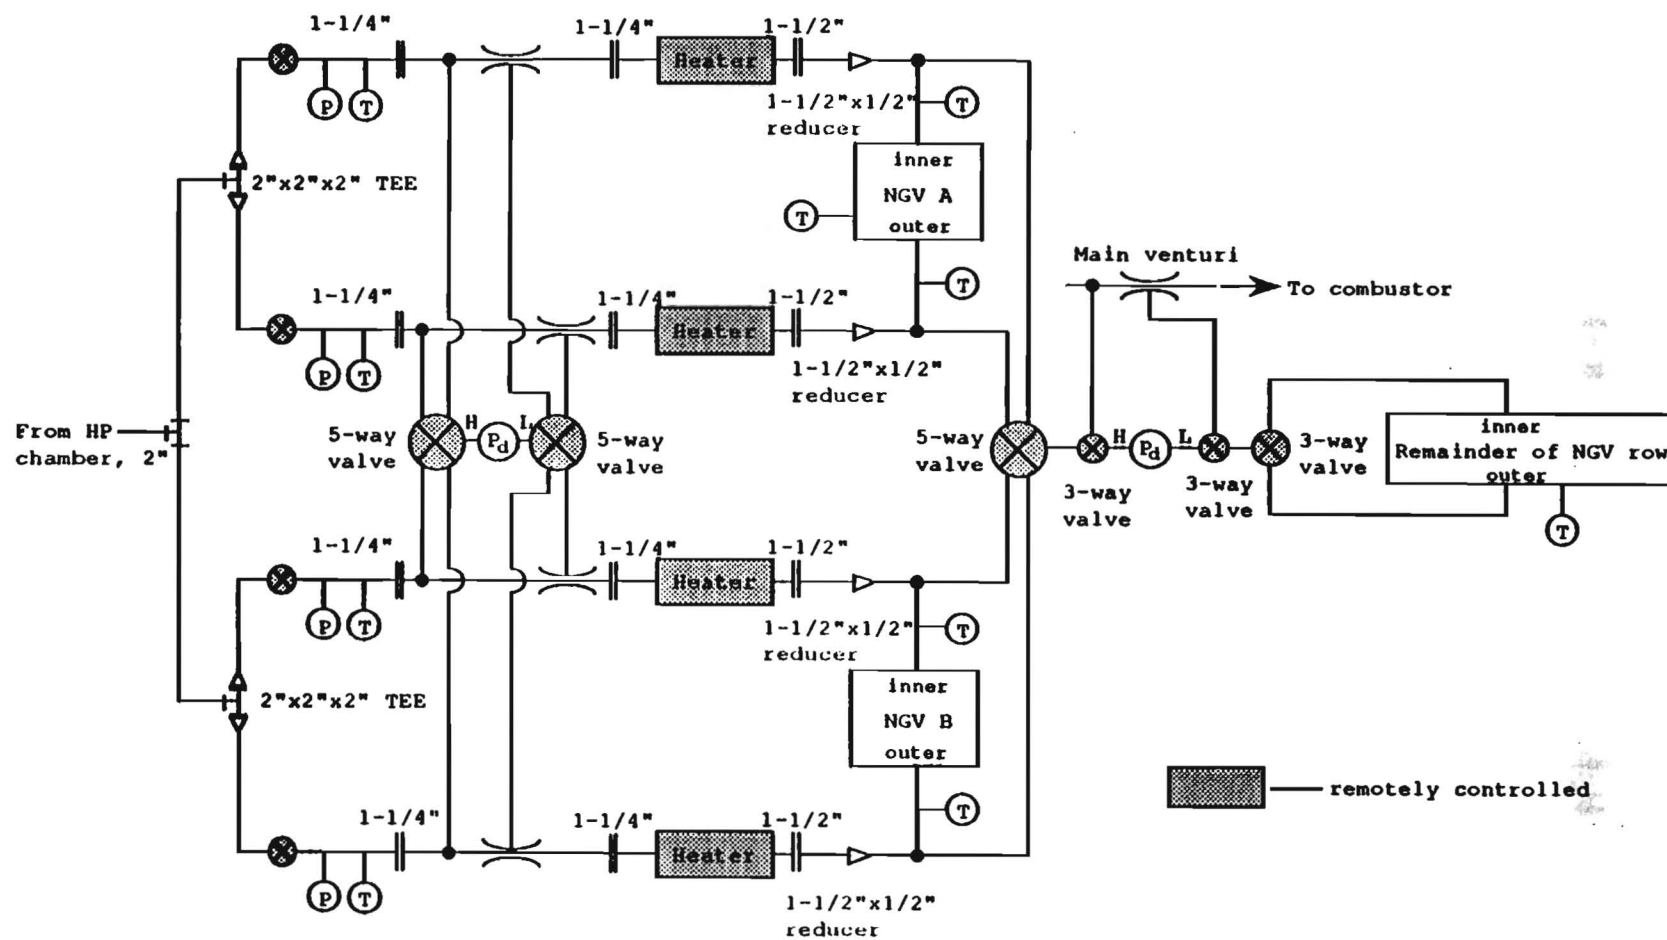 1-1/4"
1-1/4"
1-1/2"
Heater
P
T
1-1/2"x1/2"
reducer
T
inner
NGV A
outer
T
T
2"x2"x2" TEE
1-1/4"
1-1/4"
1-1/2"
Heater
P
T
1-1/2"x1/2"
reducer
Main venturi
To combustor
From HP
chamber, 2"
5-way
valve
H
Pd
L
5-way
valve
5-way
valve
H
Pd
L
3-way
valve
3-way
valve
3-way
valve
inner
Remainder of NGV row
outer
T
1-1/4"
1-1/4"
1-1/2"
Heater
P
T
1-1/2"x1/2"
reducer
T
2"x2"x2" TEE
inner
NGV B
outer
T
1-1/4"
1-1/4"
1-1/2"
Heater
P
T
1-1/2"x1/2"
reducer
remotely controlled